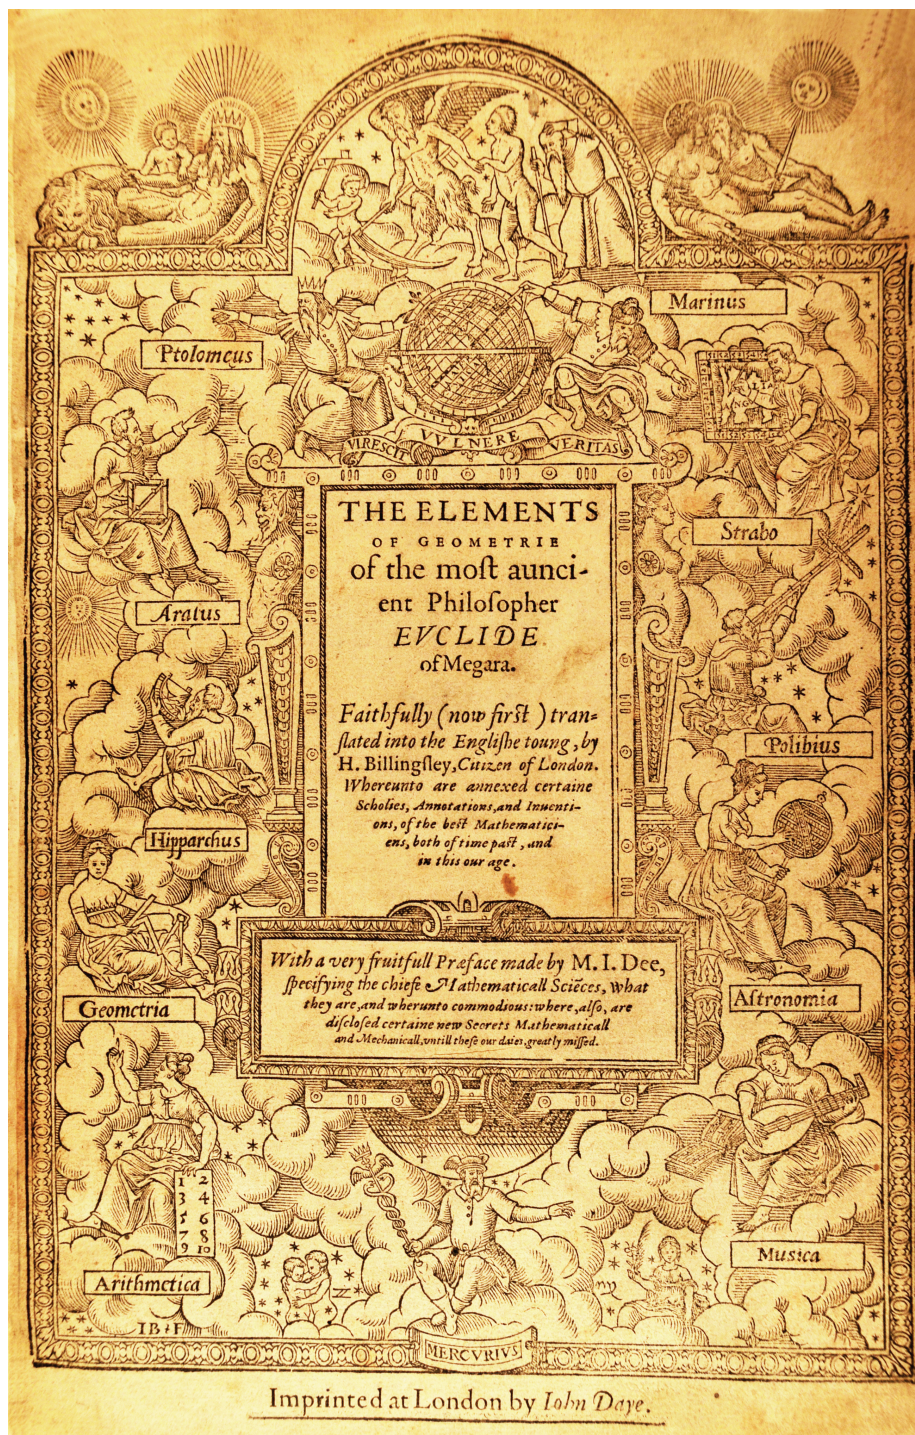 Ptolomeus
Marinus
VIRESCIT VVLNERE VERITAS
Strabo
Aratus
Polibius
Hipparchus
THE ELEMENTS
OF GEOMETRIE
of the moſt aunci-
ent Philoſopher
EVCLIDE
of Megara.
Faithfully (now firſt ) tran-
ſlated into the Engliſhe toung, by
H. Billingſley, Citizen of London.
Whereunto are annexed certaine
Scholies, Annotations, and Inuenti-
ons, of the beſt Mathematici-
ens, both of time paſt, and
in this our age.
With a very fruitfull Præface made by M. I. Dee,
ſpecifying the chiefe Mathematicall Sciēces, what
they are, and wherunto commodious: where, alſo, are
diſcloſed certaine new Secrets Mathematicall
and Mechanicall, vntill theſe our daies, greatly miſſed.
Geometria
Astronomia
1 2
3 4
5 6
7 8
9 10
Arithmetica
Musica
IB F
MERCVRIVS
Imprinted at London by Iohn Daye.